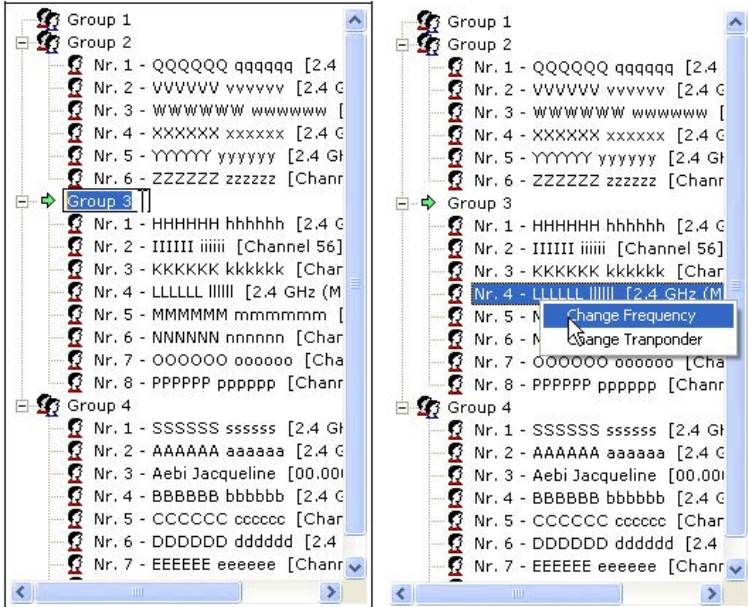 Group 1
Group 2
Nr. 1 - QQQQQQ qqqqqq [2.4
Nr. 2 - VVVVVV vvvvvv [2.4 G
Nr. 3 - WWWWWW wwwwww [
Nr. 4 - XXXXXX xxxxxx [2.4 G
Nr. 5 - YYYYYY yyyyyy [2.4 GH
Nr. 6 - ZZZZZZ zzzzzz [Chann
Group 3
Nr. 1 - HHHHHH hhhhhh [2.4 G
Nr. 2 - IIIIII iiiiii [Channel 56]
Nr. 3 - KKKKKK kkkkkk [Chan
Nr. 4 - LLLLLL llllll [2.4 GHz (M
Nr. 5 - MMMMMM mmmmmm [
Nr. 6 - NNNNNN nnnnnn [Chan
Nr. 7 - OOOOOO oooooo [Cha
Nr. 8 - PPPPPP pppppp [Chann
Group 4
Nr. 1 - SSSSSS ssssss [2.4 GH
Nr. 2 - AAAAAA aaaaaa [2.4 G
Nr. 3 - Aebi Jacqueline [00.00
Nr. 4 - BBBBBB bbbbbb [2.4 G
Nr. 5 - CCCCCC cccccc [Chan
Nr. 6 - DDDDDD dddddd [2.4
Nr. 7 - EEEEEE eeeeee [Chann
Group 1
Group 2
Nr. 1 - QQQQQQ qqqqqq [2.4
Nr. 2 - VVVVVV vvvvvv [2.4 G
Nr. 3 - WWWWWW wwwwww [
Nr. 4 - XXXXXX xxxxxx [2.4 G
Nr. 5 - YYYYYY yyyyyy [2.4 GH
Nr. 6 - ZZZZZZ zzzzzz [Chann
Group 3
Nr. 1 - HHHHHH hhhhhh [2.4 G
Nr. 2 - IIIIII iiiiii [Channel 56]
Nr. 3 - KKKKKK kkkkkk [Chan
Nr. 4 - LLLLLL llllll [2.4 GHz (M
Nr. 5 - M
Change Frequency
Nr. 6 - N
Change Tranponder
Nr. 7 - OOOOOO oooooo [Cha
Nr. 8 - PPPPPP pppppp [Chann
Group 4
Nr. 1 - SSSSSS ssssss [2.4 GH
Nr. 2 - AAAAAA aaaaaa [2.4 G
Nr. 3 - Aebi Jacqueline [00.00
Nr. 4 - BBBBBB bbbbbb [2.4 G
Nr. 5 - CCCCCC cccccc [Chan
Nr. 6 - DDDDDD dddddd [2.4
Nr. 7 - EEEEEE eeeeee [Chann